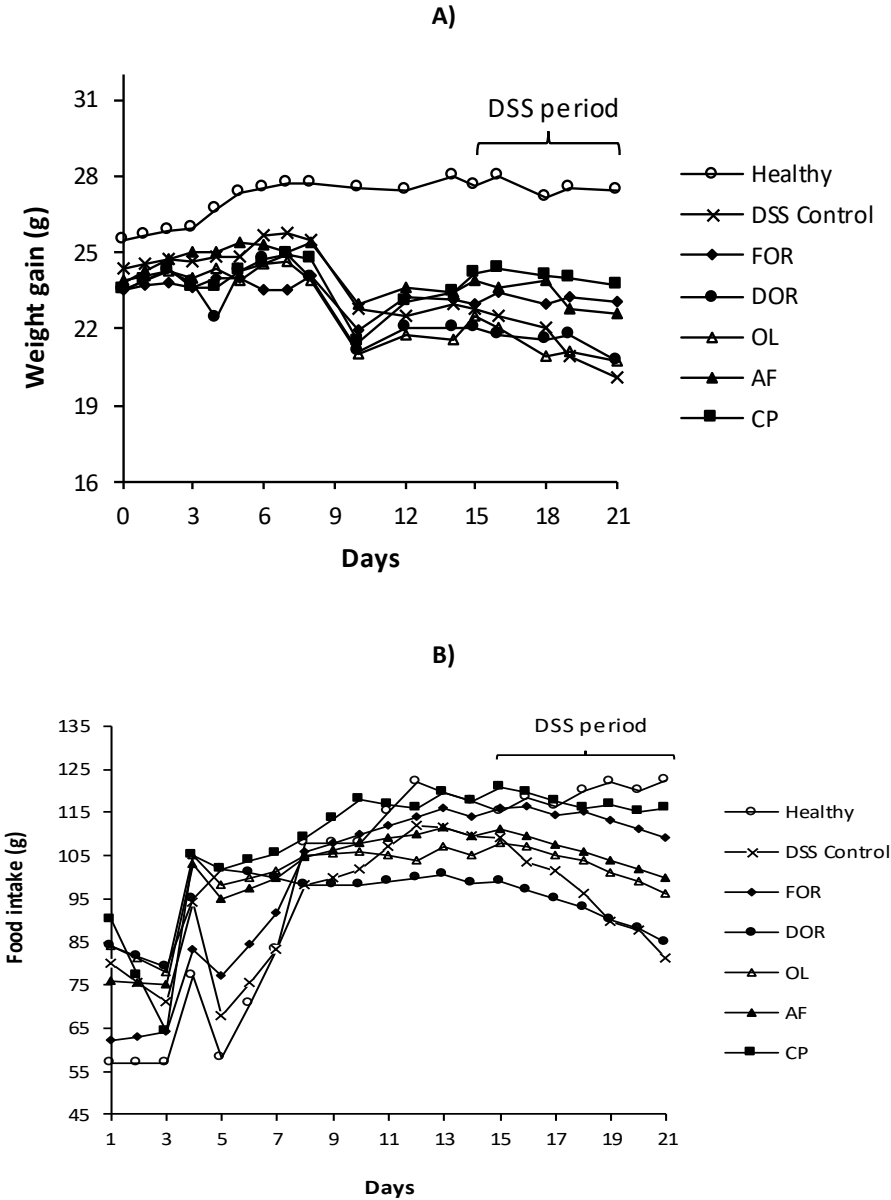 A)
DSS period
Weight gain (g)
31
28
25
22
19
16
0 3 6 9 12 15 18 21
Days
Healthy
DSS Control
FOR
DOR
OL
AF
CP
B)
DSS period
Food intake (g)
135
125
115
105
95
85
75
65
55
45
1 3 5 7 9 11 13 15 17 19 21
Days
Healthy
DSS Control
FOR
DOR
OL
AF
CP